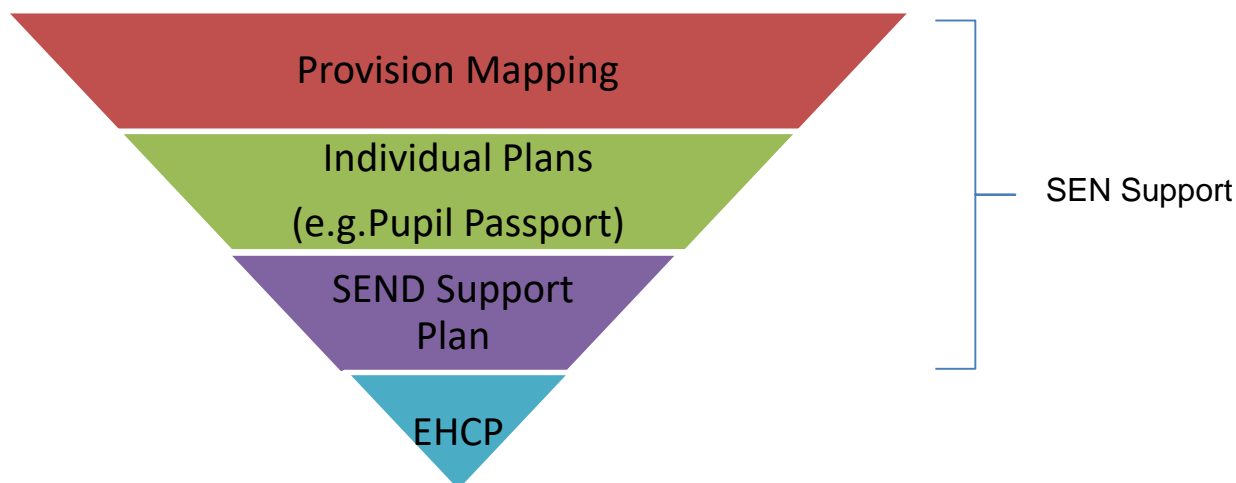 Provision Mapping
Individual Plans
(e.g.Pupil Passport)
SEN Support
SEND Support
Plan
EHCP